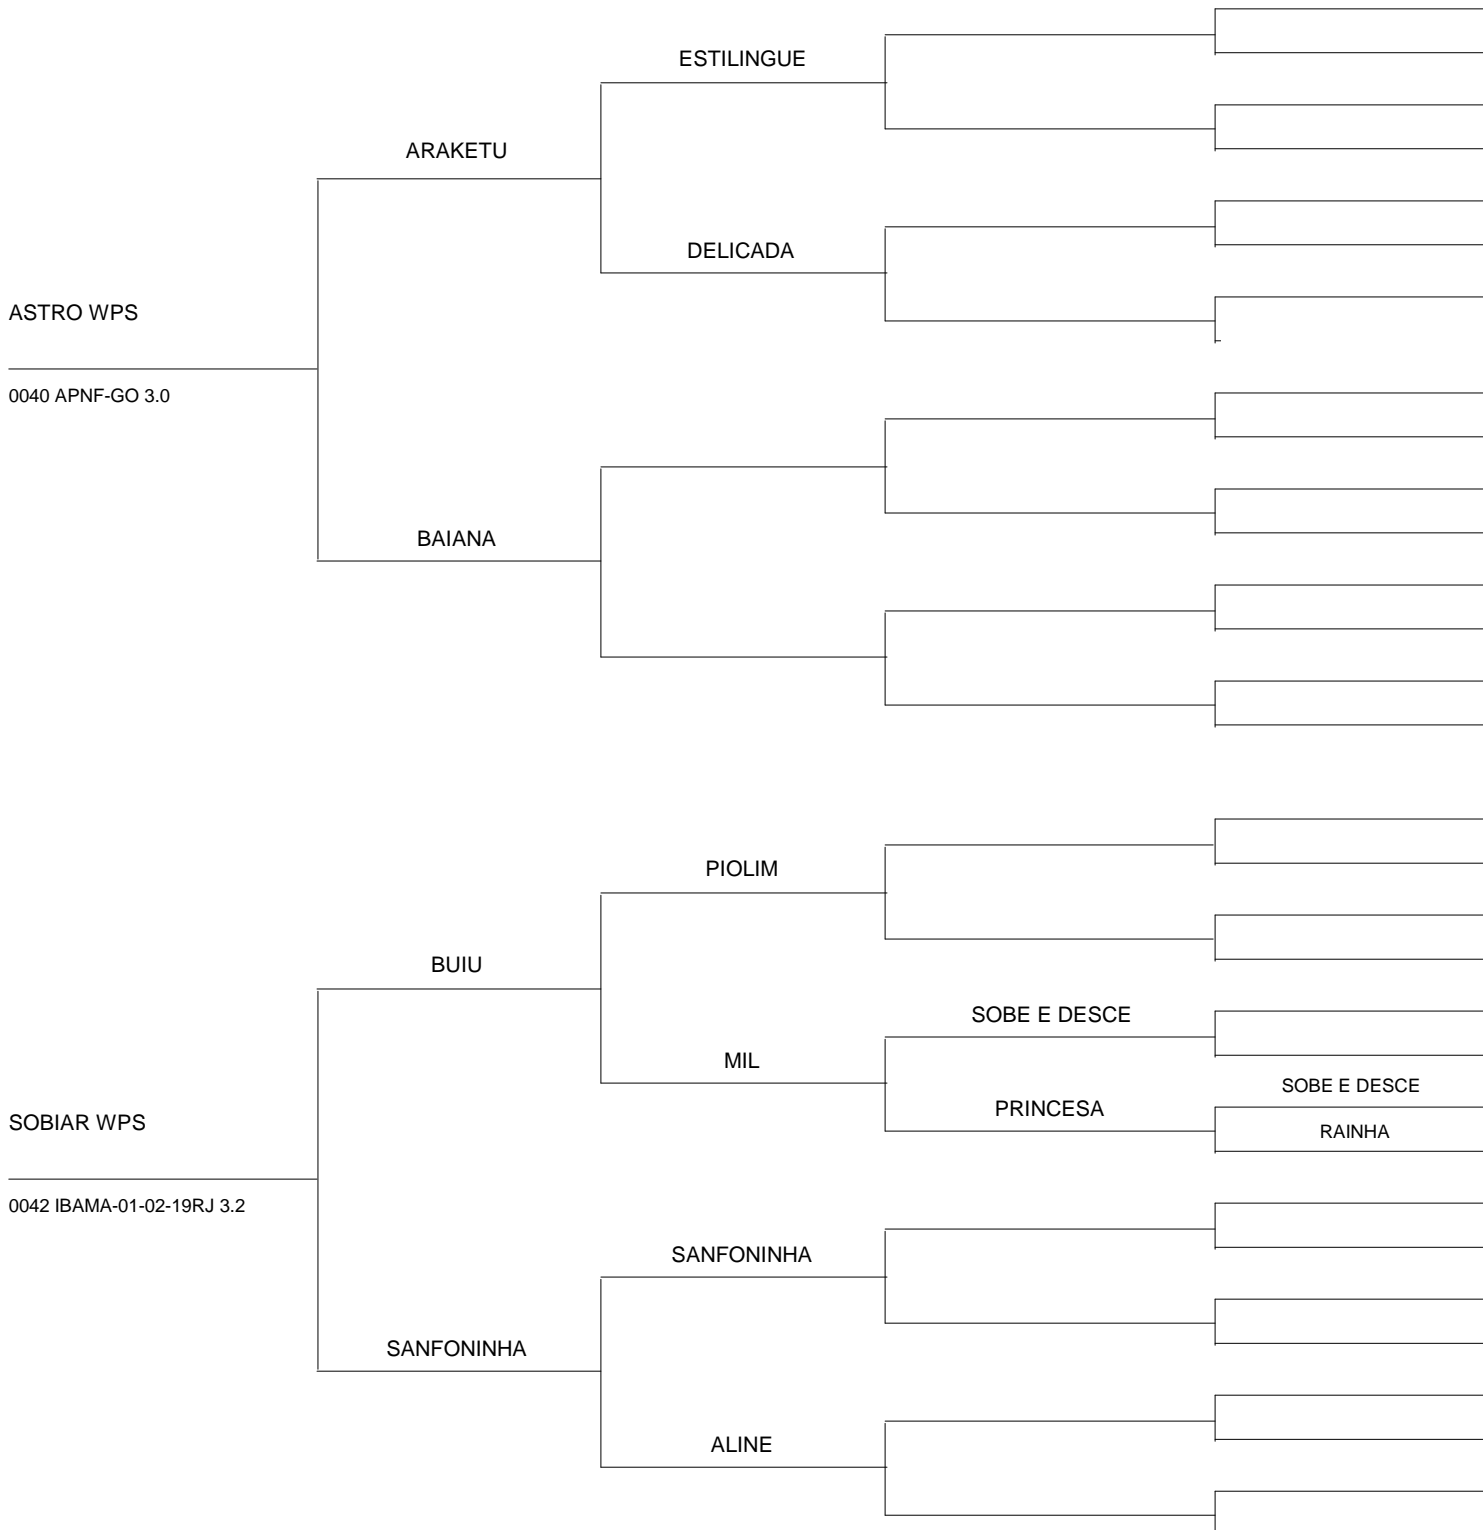 ESTILINGUE
ARAKETU
DELICADA
ASTRO WPS
0040 APNF-GO 3.0
BAIANA
PIOLIM
BUIU
SOBE E DESCE
MIL
SOBE E DESCE
PRINCESA
RAINHA
SOBIAR WPS
0042 IBAMA-01-02-19RJ 3.2
SANFONINHA
SANFONINHA
ALINE